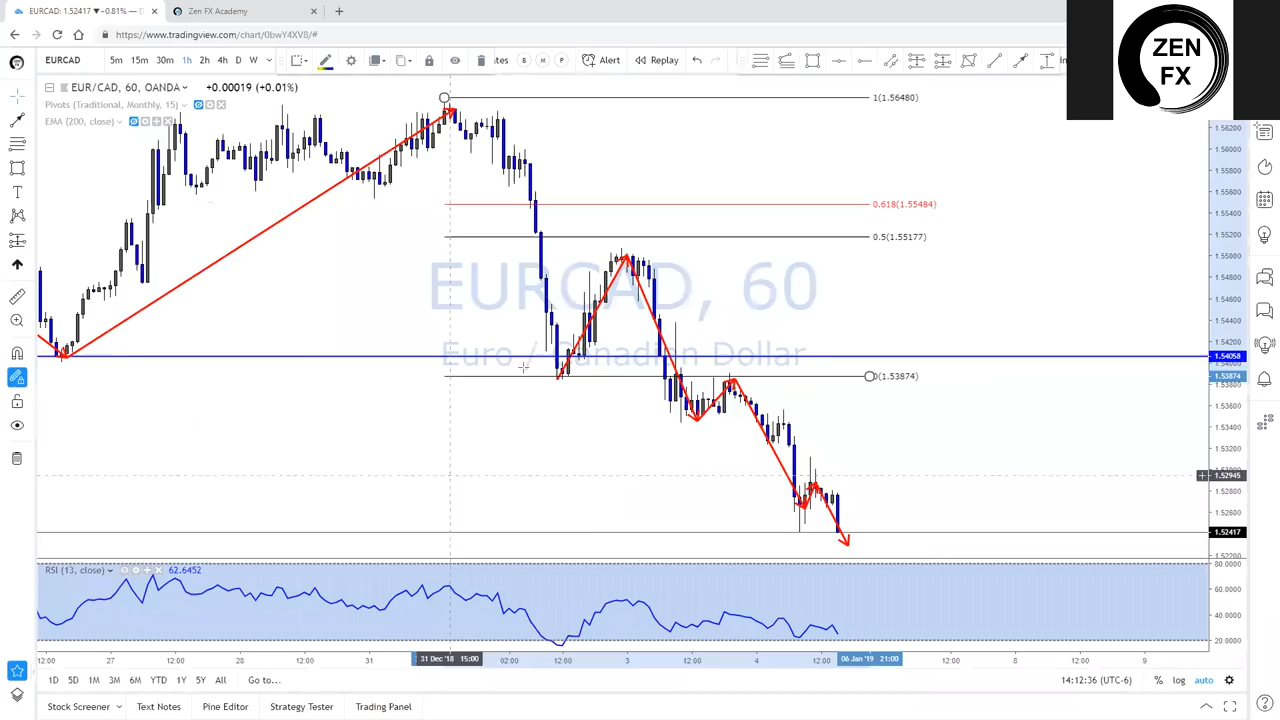 EURCAD: 1.52417 ▼−0.81% — D
Zen FX Academy
https://www.tradingview.com/chart/0bwY4XV8/#
ZEN
FX
EURCAD 5m 15m 30m 1h 2h 4h D W B M P Alert Replay
EUR/CAD, 60, OANDA +0.00019 (+0.01%)
Pivots (Traditional, Monthly, 15)
EMA (200, close)
1(1.56480)
0.618(1.55484)
0.5(1.55177)
0(1.53874)
EURCAD, 60
Euro / Canadian Dollar
1.56200
1.56000
1.55800
1.55600
1.55400
1.55200
1.55000
1.54800
1.54600
1.54400
1.54200
1.54058
1.53874
1.53600
1.53400
1.53200
1.52945
1.52800
1.52600
1.52417
1.52200
RSI (13, close) 62.6452
80.0000
60.0000
40.0000
20.0000
12:00 27 12:00 28 12:00 31 31 Dec '18 15:00 02:00 12:00 3 12:00 4 12:00 06 Jan '19 21:00 12:00 8 12:00 9
1D 5D 1M 3M 6M YTD 1Y 5Y All Go to... 14:12:36 (UTC-6) % log auto
Stock Screener Text Notes Pine Editor Strategy Tester Trading Panel